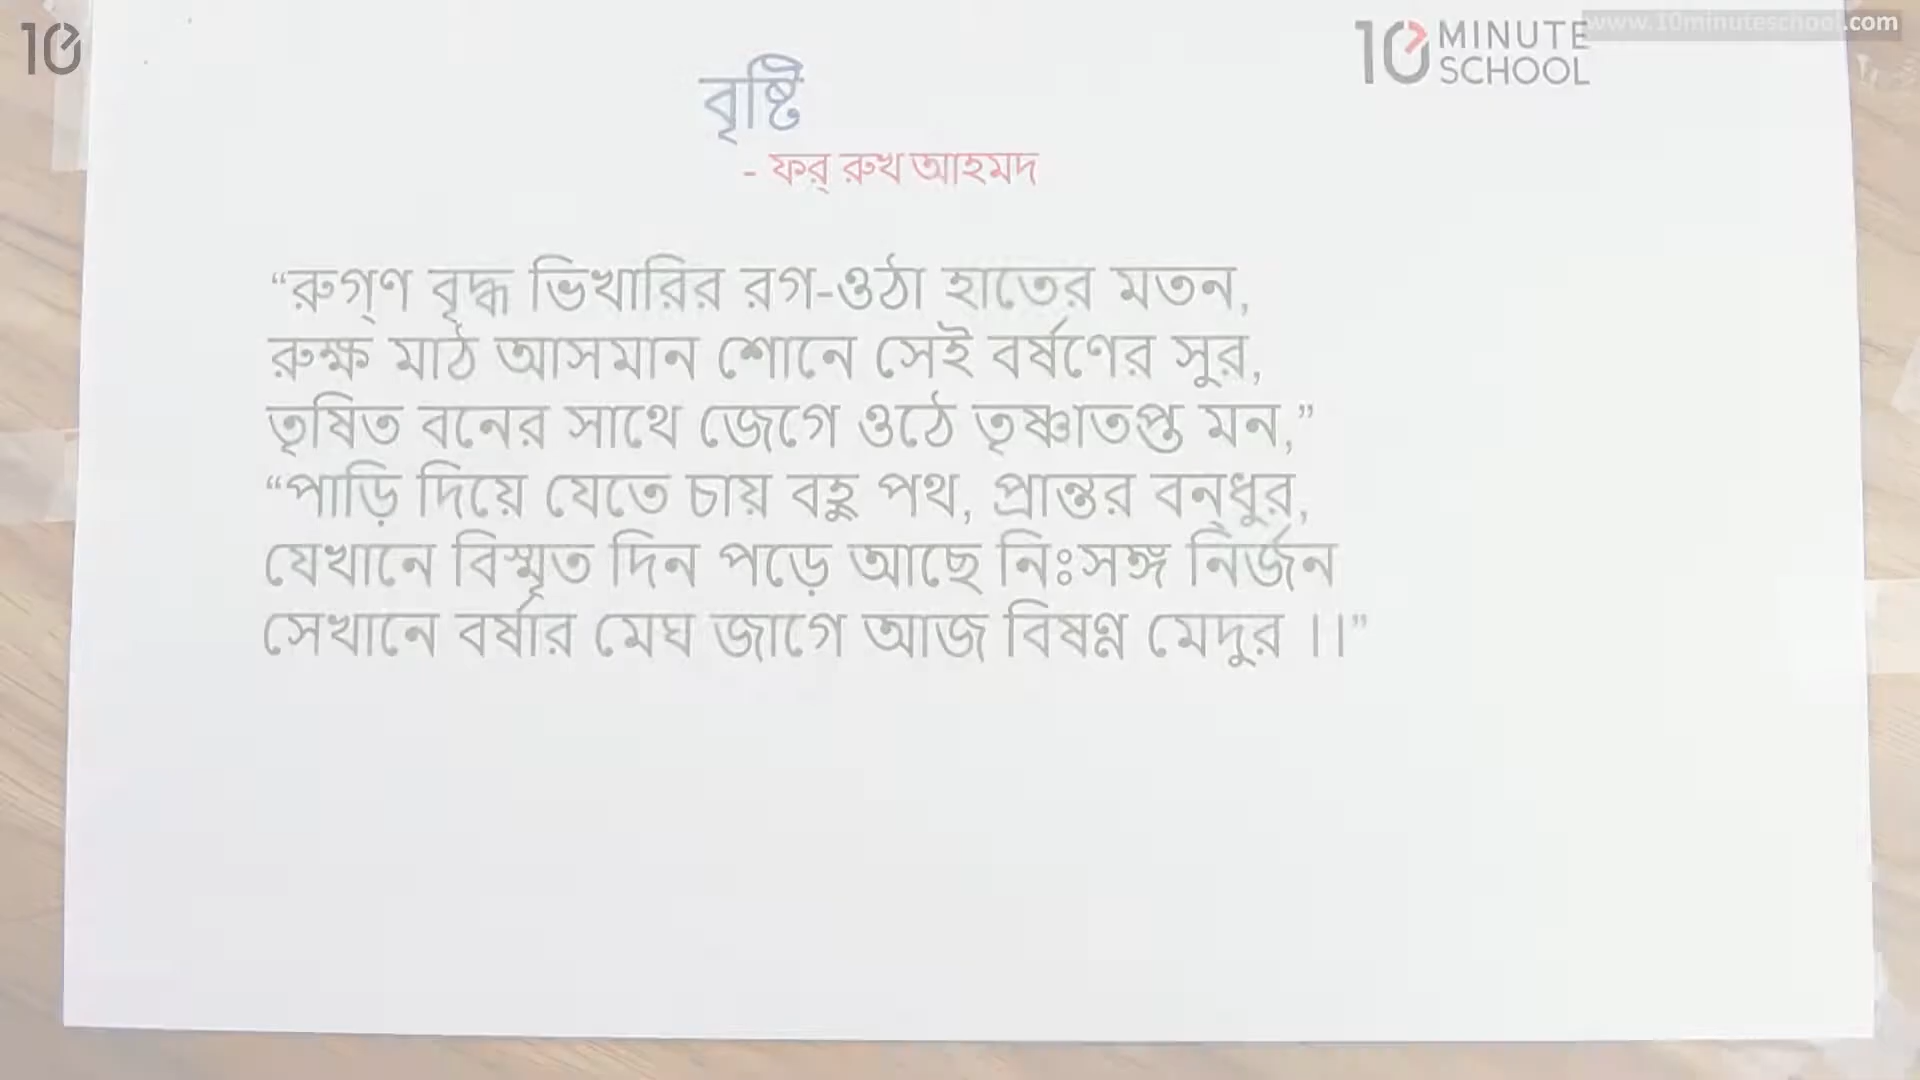 10
10 MINUTE SCHOOL
www.10minuteschool.com
বৃষ্টি
- ফর্ রুখ আহমদ
“রুগ্ণ বৃদ্ধ ভিখারির রগ-ওঠা হাতের মতন,
রুক্ষ মাঠ আসমান শোনে সেই বর্ষণের সুর,
তৃষিত বনের সাথে জেগে ওঠে তৃষ্ণাতপ্ত মন,”
“পাড়ি দিয়ে যেতে চায় বহু পথ, প্রান্তর বন্ধুর,
যেখানে বিস্মৃত দিন পড়ে আছে নিঃসঙ্গ নির্জন
সেখানে বর্ষার মেঘ জাগে আজ বিষণ্ন মেদুর ।।”